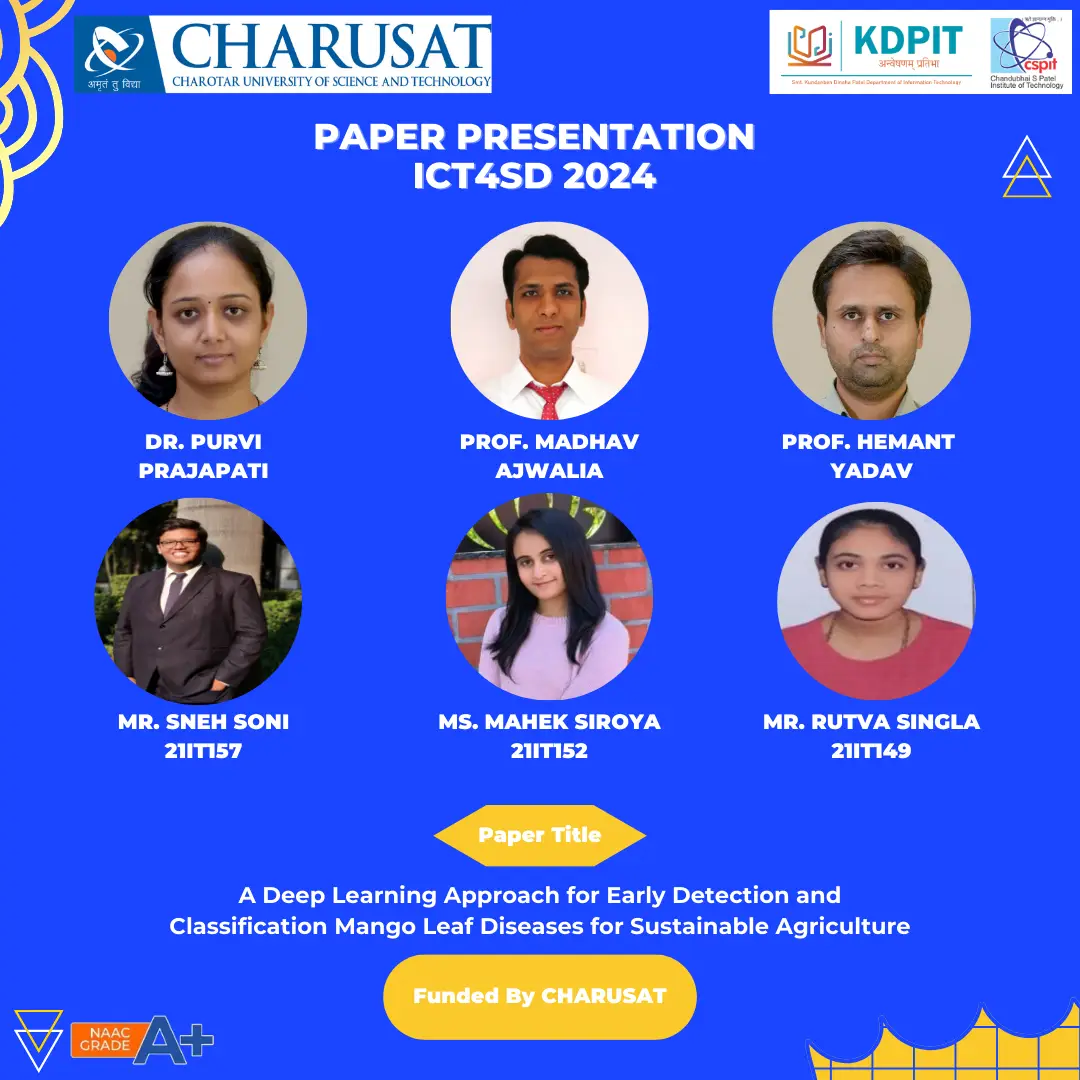 CHARUSAT
CHAROTAR UNIVERSITY OF SCIENCE AND TECHNOLOGY
अमृतं तु विद्या
KDPIT
अन्वेषणम् प्रतिभा
Smt. Kundanben Dinsha Patel Department of Information Technology
cspit
Chandubhai S Patel
Institute of Technology
PAPER PRESENTATION
ICT4SD 2024
DR. PURVI
PRAJAPATI
PROF. MADHAV
AJWALIA
PROF. HEMANT
YADAV
MR. SNEH SONI
21IT157
MS. MAHEK SIROYA
21IT152
MR. RUTVA SINGLA
21IT149
Paper Title
A Deep Learning Approach for Early Detection and
Classification Mango Leaf Diseases for Sustainable Agriculture
Funded By CHARUSAT
NAAC
GRADE A+